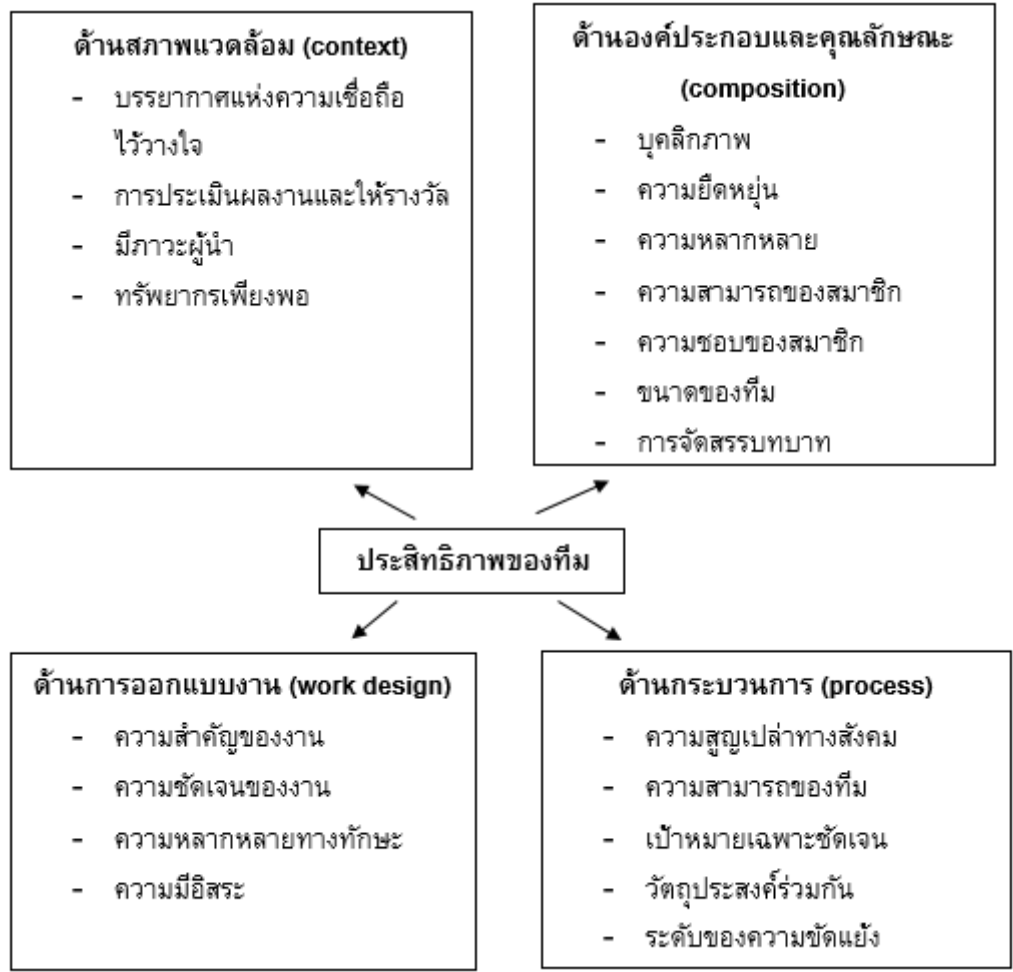 ด้านสภาพแวดล้อม (context)
- บรรยากาศแห่งความเชื่อถือ
ไว้วางใจ
- การประเมินผลงานและให้รางวัล
- มีภาวะผู้นำ
- ทรัพยากรเพียงพอ
ด้านองค์ประกอบและคุณลักษณะ
(composition)
- บุคลิกภาพ
- ความยืดหยุ่น
- ความหลากหลาย
- ความสามารถของสมาชิก
- ความชอบของสมาชิก
- ขนาดของทีม
- การจัดสรรบทบาท
ประสิทธิภาพของทีม
ด้านการออกแบบงาน (work design)
- ความสำคัญของงาน
- ความชัดเจนของงาน
- ความหลากหลายทางทักษะ
- ความมีอิสระ
ด้านกระบวนการ (process)
- ความสูญเปล่าทางสังคม
- ความสามารถของทีม
- เป้าหมายเฉพาะชัดเจน
- วัตถุประสงค์ร่วมกัน
- ระดับของความขัดแย้ง